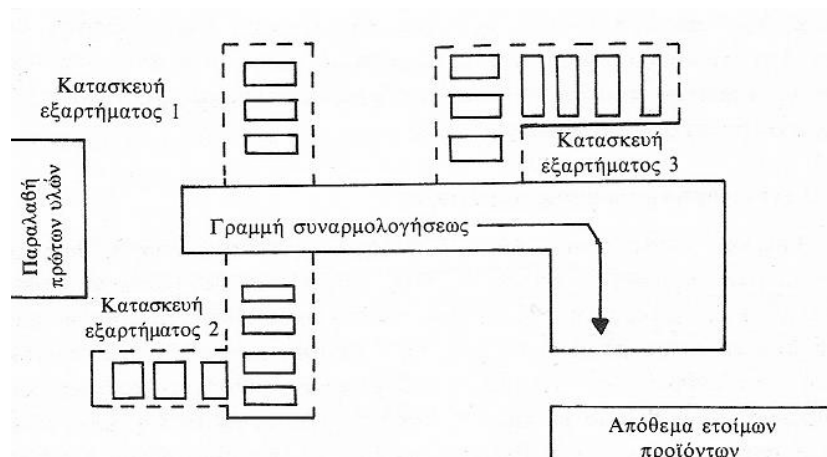 Κατασκευή
εξαρτήματος 1
Κατασκευή
εξαρτήματος 3
Παραλαβή
πρώτων υλών
Γραμμή συναρμολογήσεως
Κατασκευή
εξαρτήματος 2
Απόθεμα ετοίμων
προϊόντων